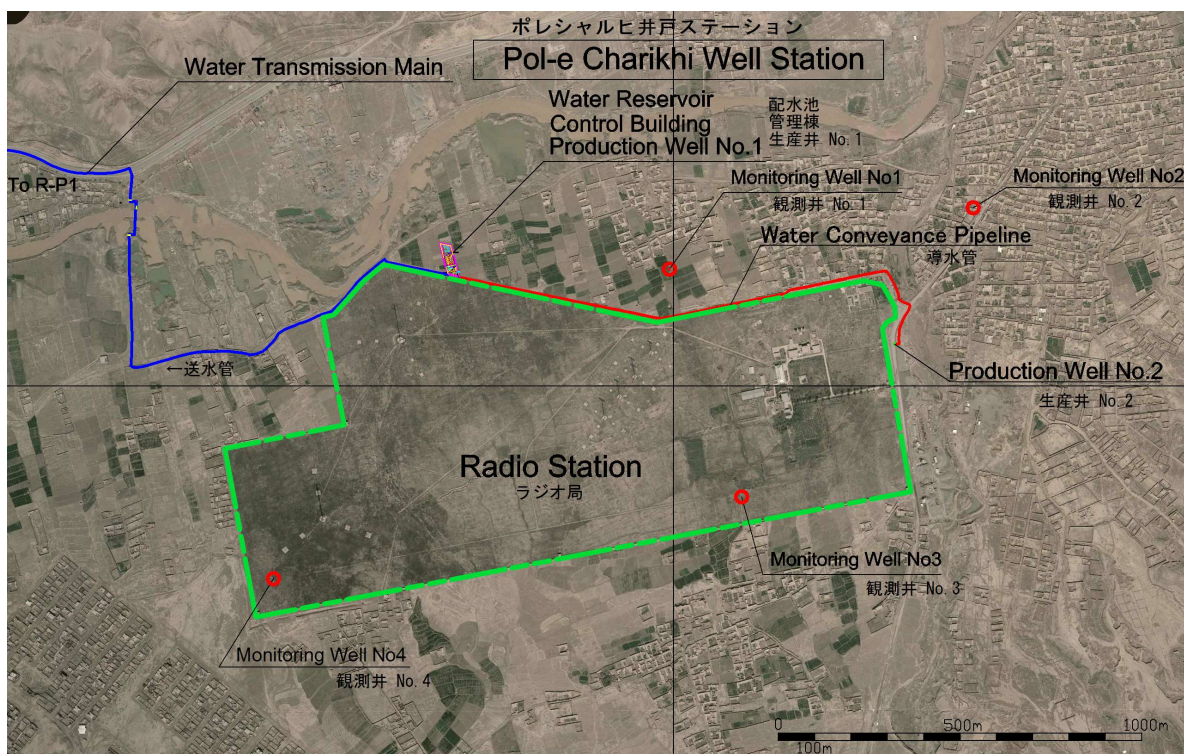 ポレシャルヒ井戸ステーション
Pol-e Charikhi Well Station
Water Transmission Main
Water Reservoir
Control Building
Production Well No.1
配水池
管理棟
生産井 No.1
To R-P1
Monitoring Well No1
観測井 No.1
Monitoring Well No2
観測井 No.2
Water Conveyance Pipeline
導水管
←送水管
Production Well No.2
生産井 No.2
Radio Station
ラジオ局
Monitoring Well No3
観測井 No.3
Monitoring Well No4
観測井 No.4
0 500m 1000m
100m